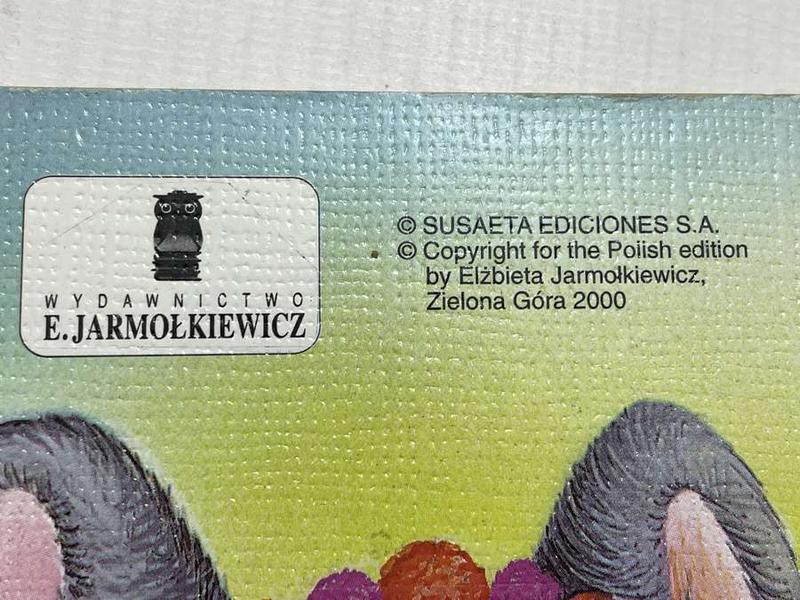 WYDAWNICTWO
E. JARMOŁKIEWICZ
© SUSAETA EDICIONES S.A.
© Copyright for the Polish edition
by Elżbieta Jarmołkiewicz,
Zielona Góra 2000